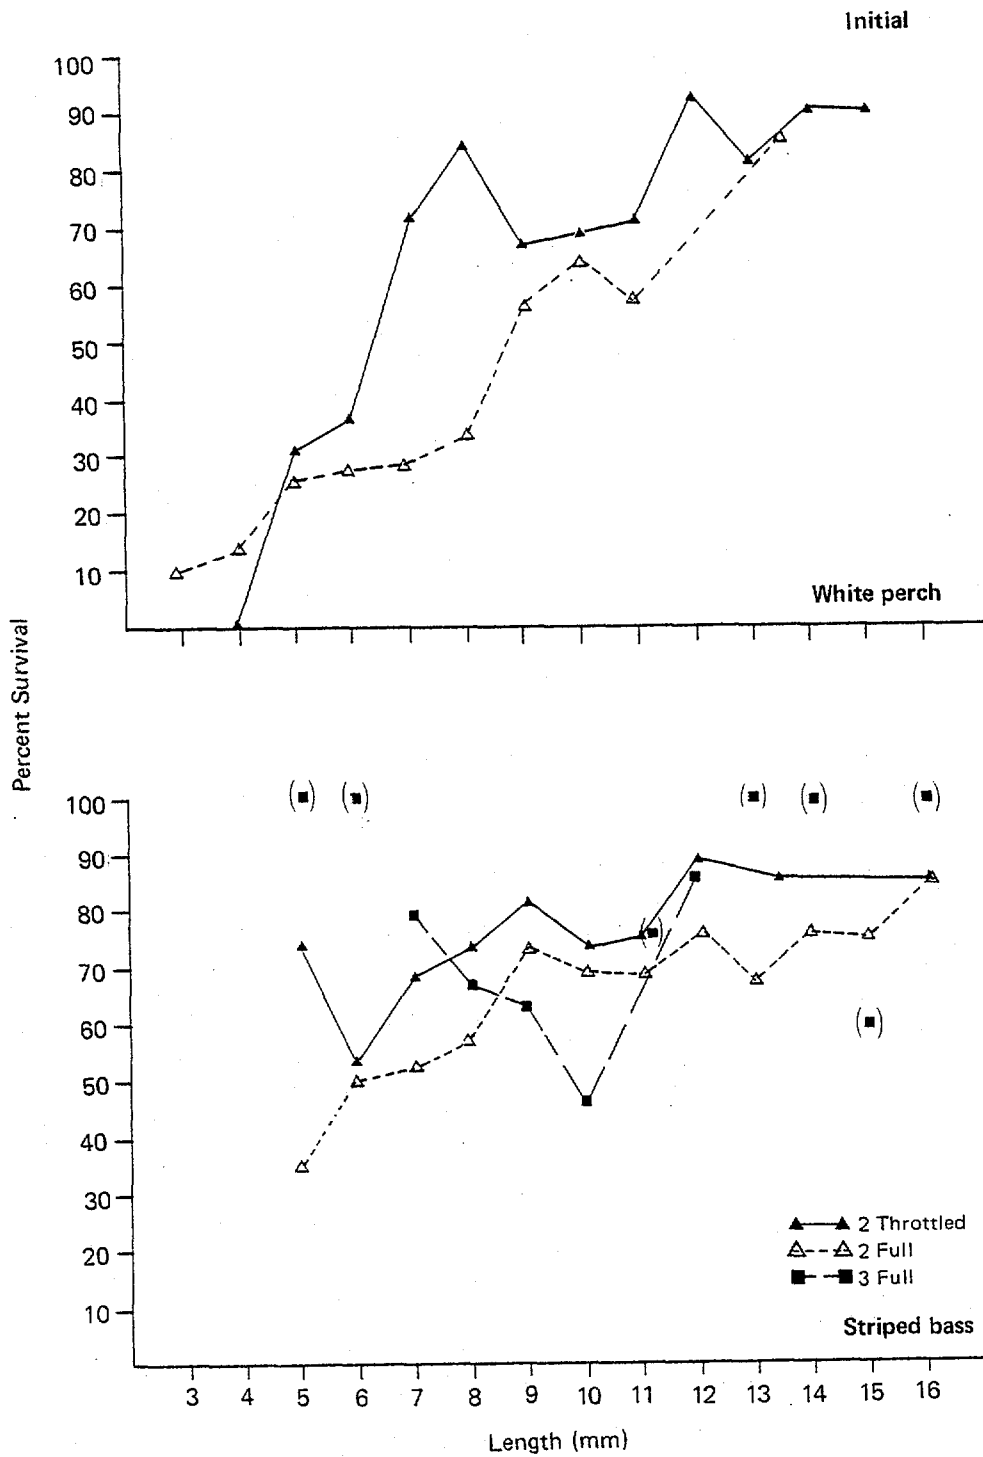 Initial
100
90
80
70
60
50
40
30
20
10
White perch
Percent Survival
100
90
80
70
60
50
40
30
20
10
2 Throttled
2 Full
3 Full
Striped bass
3 4 5 6 7 8 9 10 11 12 13 14 15 16
Length (mm)